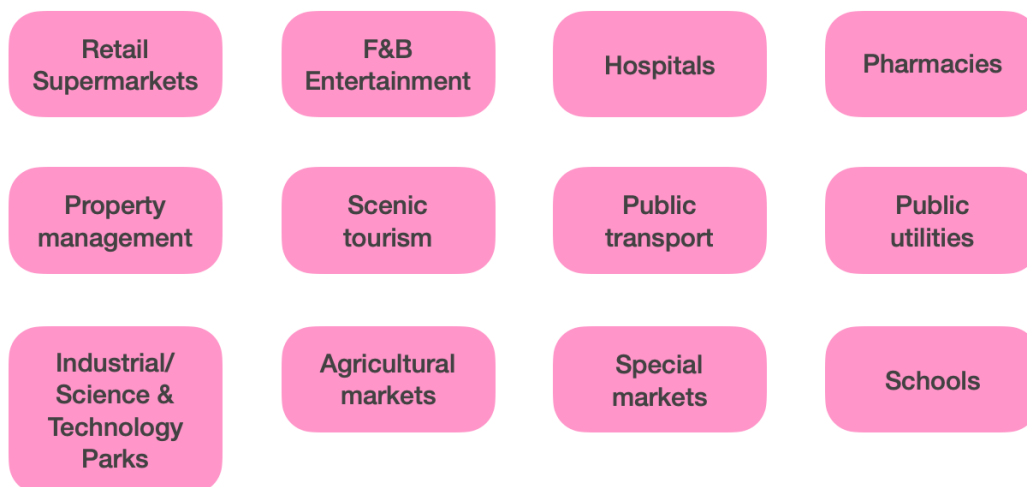 Retail
Supermarkets
F&B
Entertainment
Hospitals
Pharmacies
Property
management
Scenic
tourism
Public
transport
Public
utilities
Industrial/
Science &
Technology
Parks
Agricultural
markets
Special
markets
Schools